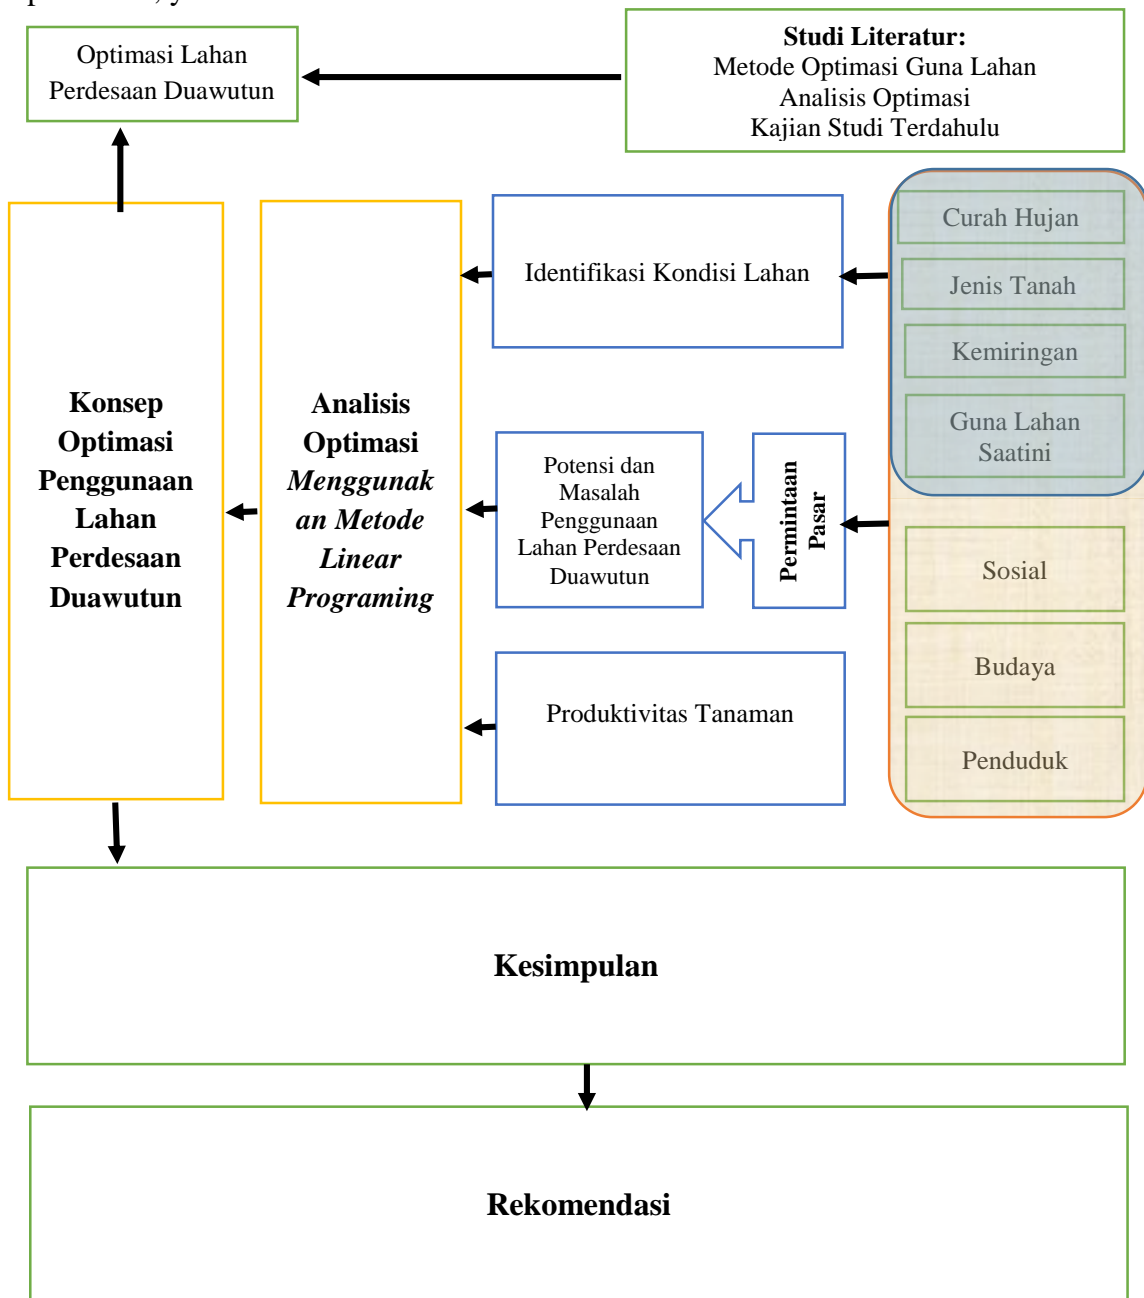 Optimasi Lahan
Perdesaan Duawutun
Studi Literatur:
Metode Optimasi Guna Lahan
Analisis Optimasi
Kajian Studi Terdahulu
Konsep
Optimasi
Penggunaan
Lahan
Perdesaan
Duawutun
Analisis
Optimasi
Menggunak
an Metode
Linear
Programing
Identifikasi Kondisi Lahan
Potensi dan
Masalah
Penggunaan
Lahan Perdesaan
Duawutun
Permintaan
Pasar
Produktivitas Tanaman
Curah Hujan
Jenis Tanah
Kemiringan
Guna Lahan
Saatini
Sosial
Budaya
Penduduk
Kesimpulan
Rekomendasi